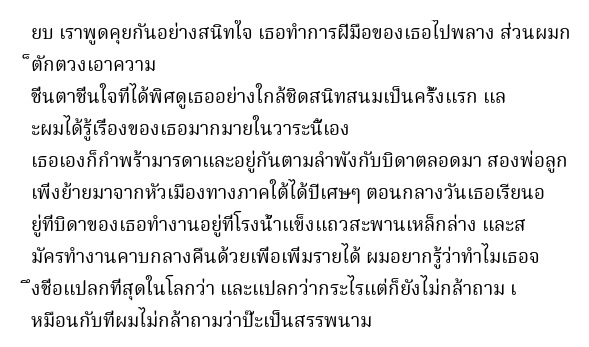 ยบ เราพูดคุยกันอย่างสนิทใจ เธอทำการฝีมือของเธอไปพลาง ส่วนผมก
็ตักตวงเอาความ
ชื่นตาชื่นใจที่ได้พิศดูเธออย่างใกล้ชิดสนิทสนมเป็นครั้งแรก แล
ะผมได้รู้เรื่องของเธอมากมายในวาระนี้เอง
เธอเองก็กำพร้ามารดาและอยู่กันตามลำพังกับบิดาตลอดมา สองพ่อลูก
เพิ่งย้ายมาจากหัวเมืองทางภาคใต้ได้ปีเศษๆ ตอนกลางวันเธอเรียนอ
ยู่ที่บิดาของเธอทำงานอยู่ที่โรงน้ำแข็งแถวสะพานเหล็กล่าง และส
มัครทำงานคาบกลางคืนด้วยเพื่อเพิ่มรายได้ ผมอยากรู้ว่าทำไมเธอจ
ึงชื่อแปลกที่สุดในโลกว่า และแปลกว่ากระไรแต่ก็ยังไม่กล้าถาม เ
หมือนกับที่ผมไม่กล้าถามว่าป๊ะเป็นสรรพนาม